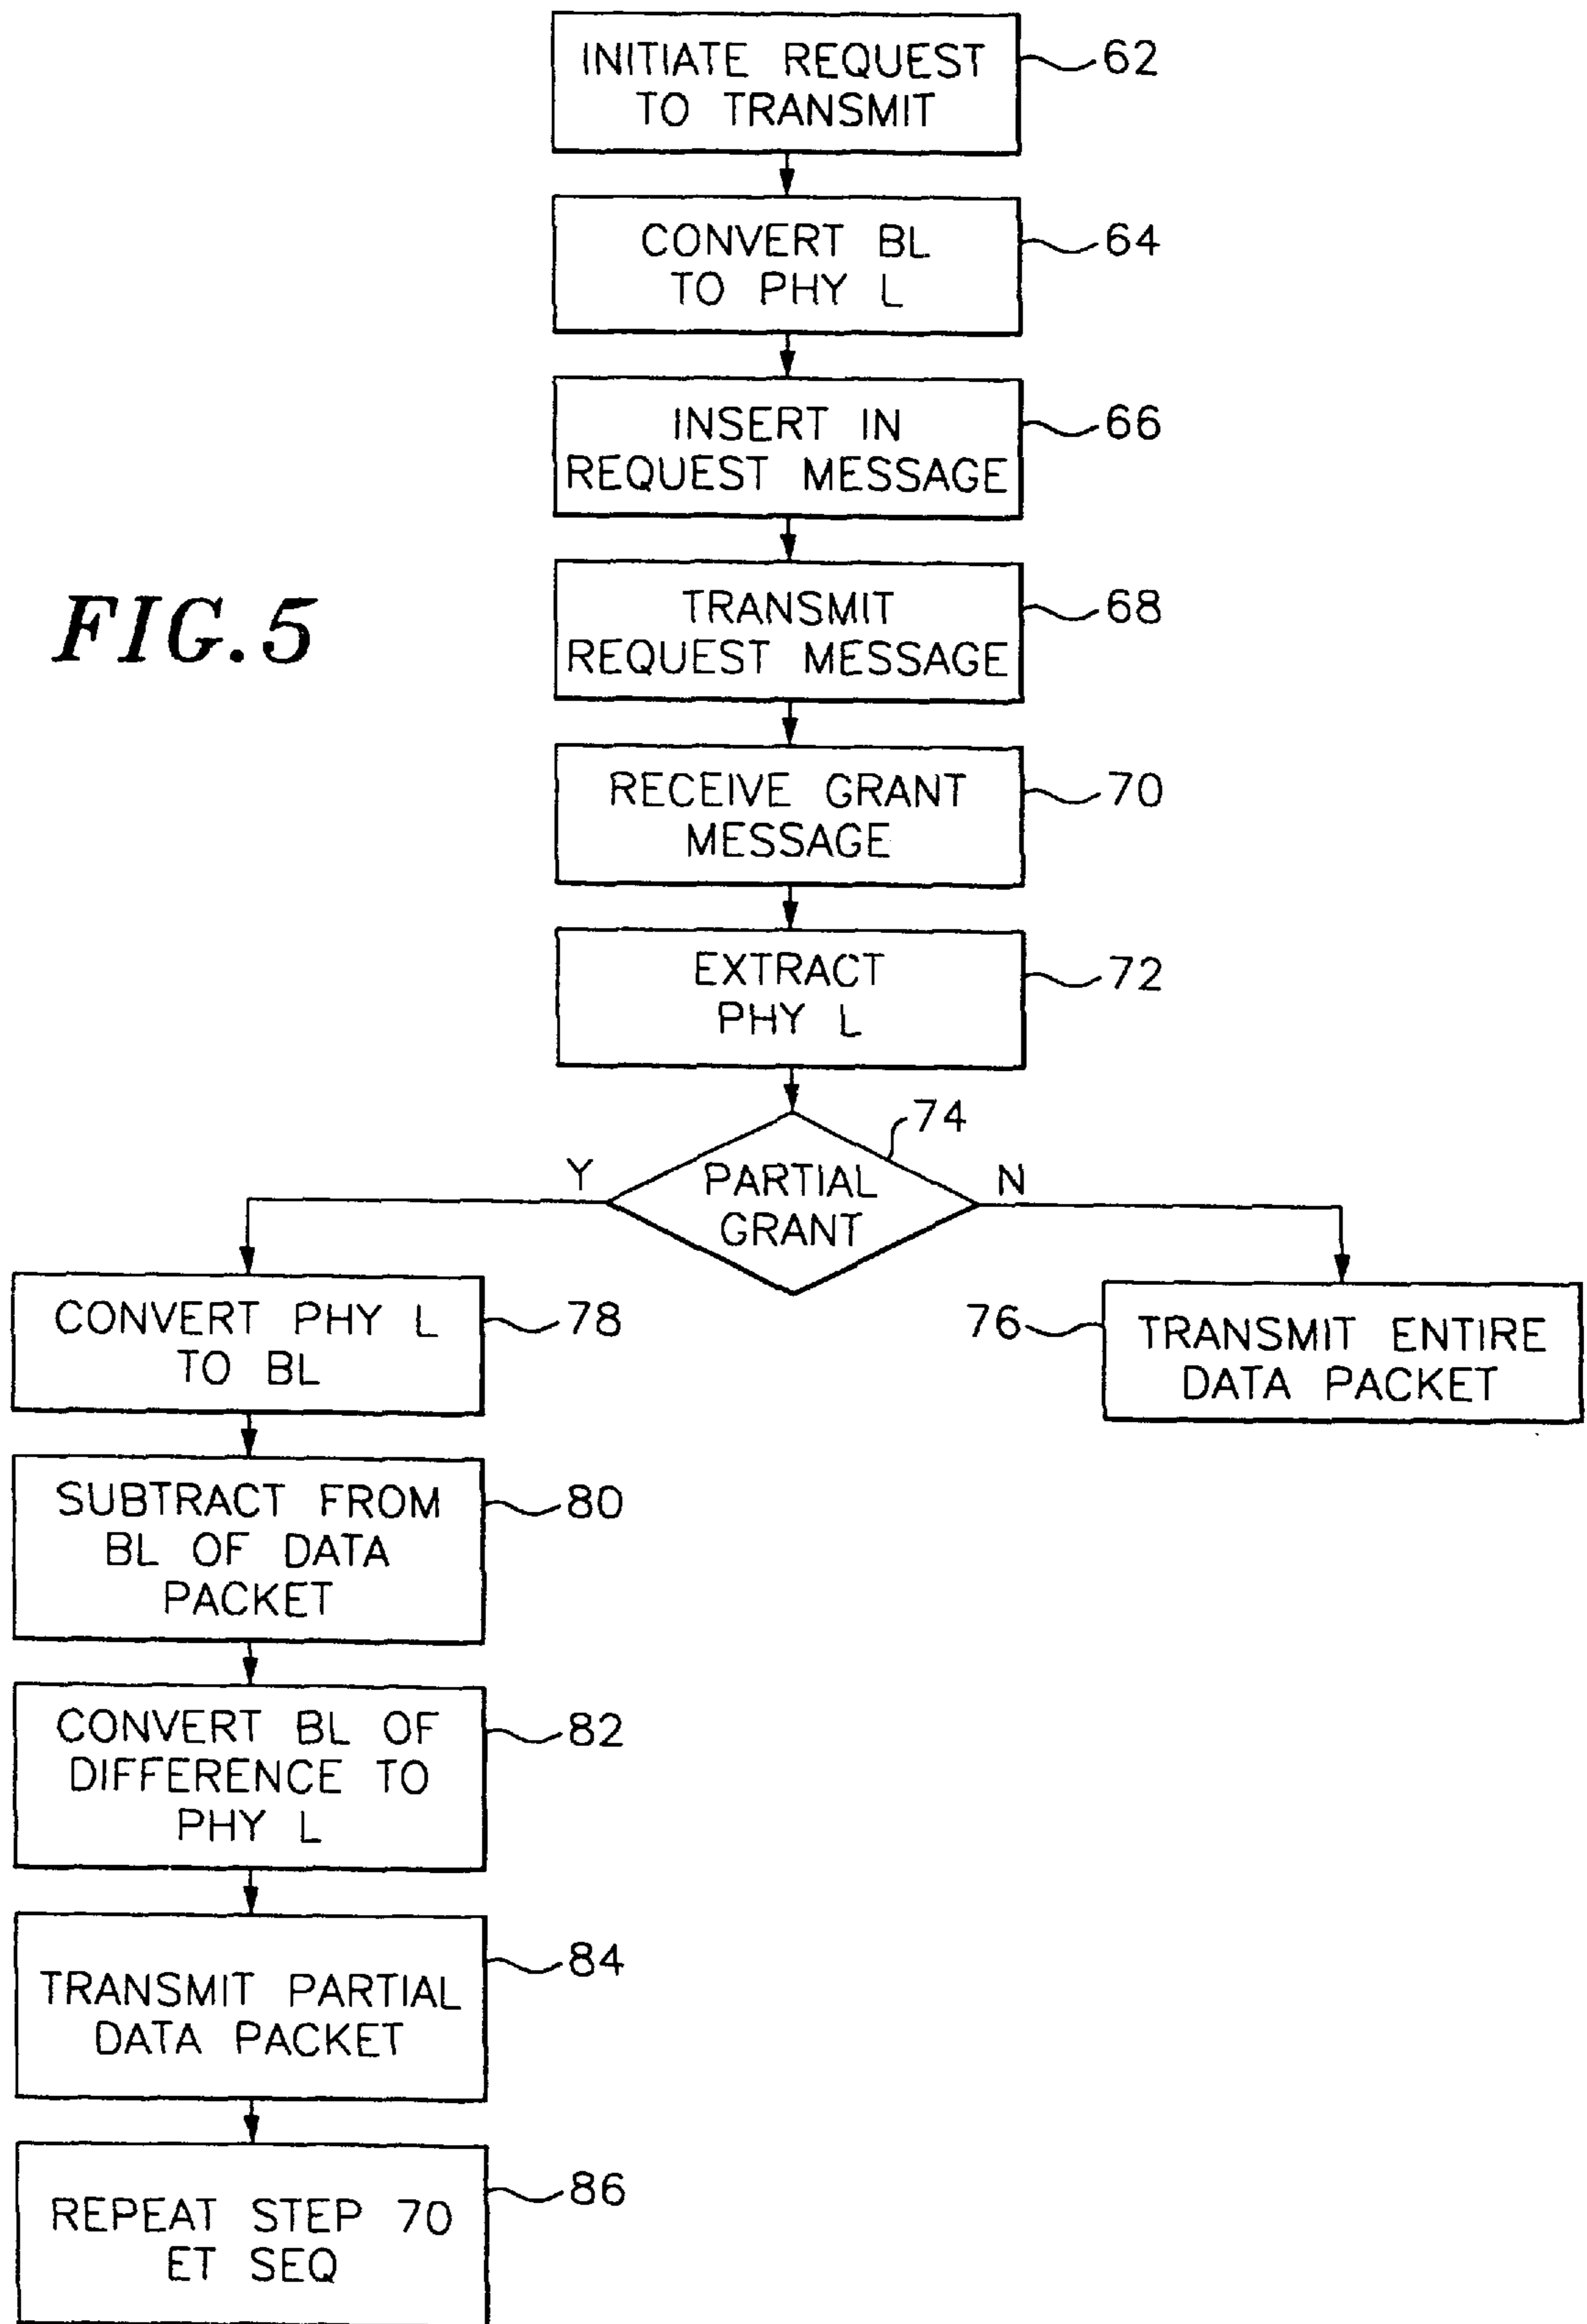 INITIATE REQUEST
TO TRANSMIT
62
CONVERT BL
TO PHY L
64
INSERT IN
REQUEST MESSAGE
66
FIG. 5
TRANSMIT
REQUEST MESSAGE
68
RECEIVE GRANT
MESSAGE
70
EXTRACT
PHY L
72
74
PARTIAL
GRANT
Y
N
CONVERT PHY L
TO BL
78
76
TRANSMIT ENTIRE
DATA PACKET
SUBTRACT FROM
BL OF DATA
PACKET
80
CONVERT BL OF
DIFFERENCE TO
PHY L
82
TRANSMIT PARTIAL
DATA PACKET
84
REPEAT STEP 70
ET SEQ
86